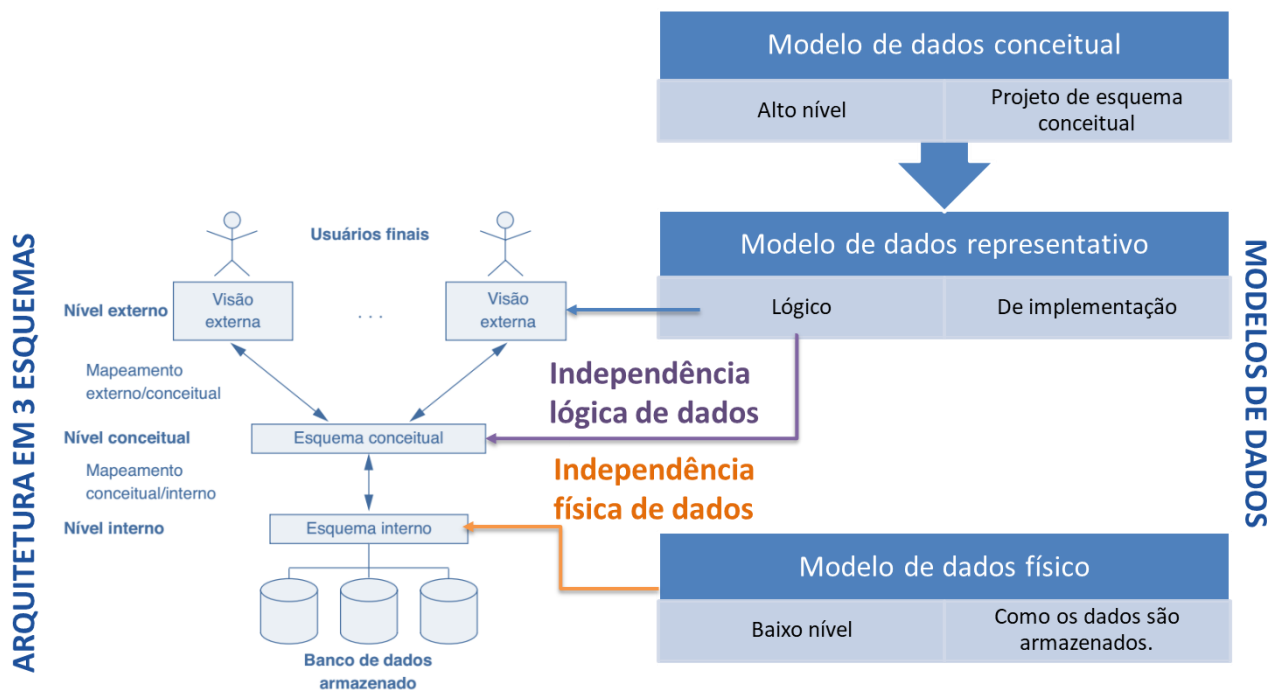 ARQUITETURA EM 3 ESQUEMAS
Usuários finais
Nível externo
Visão
externa
. . .
Visão
externa
Mapeamento
externo/conceitual
Nível conceitual
Esquema conceitual
Mapeamento
conceitual/interno
Nível interno
Esquema interno
Banco de dados
armazenado
Independência
lógica de dados
Independência
física de dados
Modelo de dados conceitual
Alto nível
Projeto de esquema
conceitual
Modelo de dados representativo
Lógico
De implementação
Modelo de dados físico
Baixo nível
Como os dados são
armazenados.
MODELOS DE DADOS